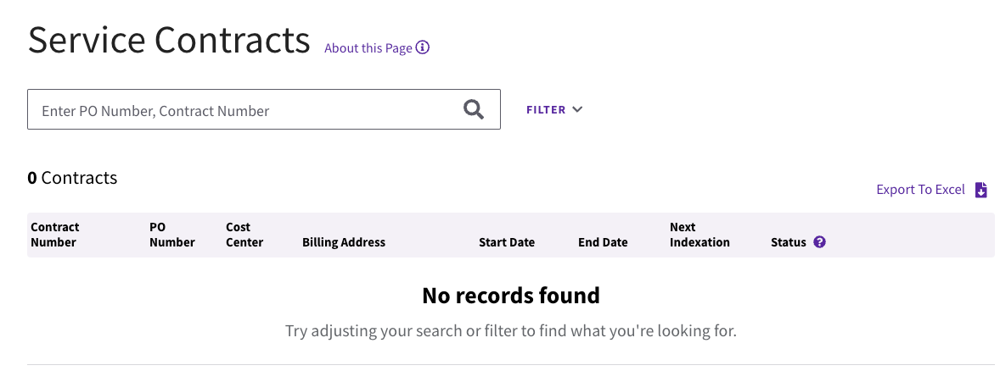 Service Contracts About this Page
Enter PO Number, Contract Number
FILTER
0 Contracts
Export To Excel
Contract Number PO Number Cost Center Billing Address Start Date End Date Next Indexation Status
No records found
Try adjusting your search or filter to find what you're looking for.